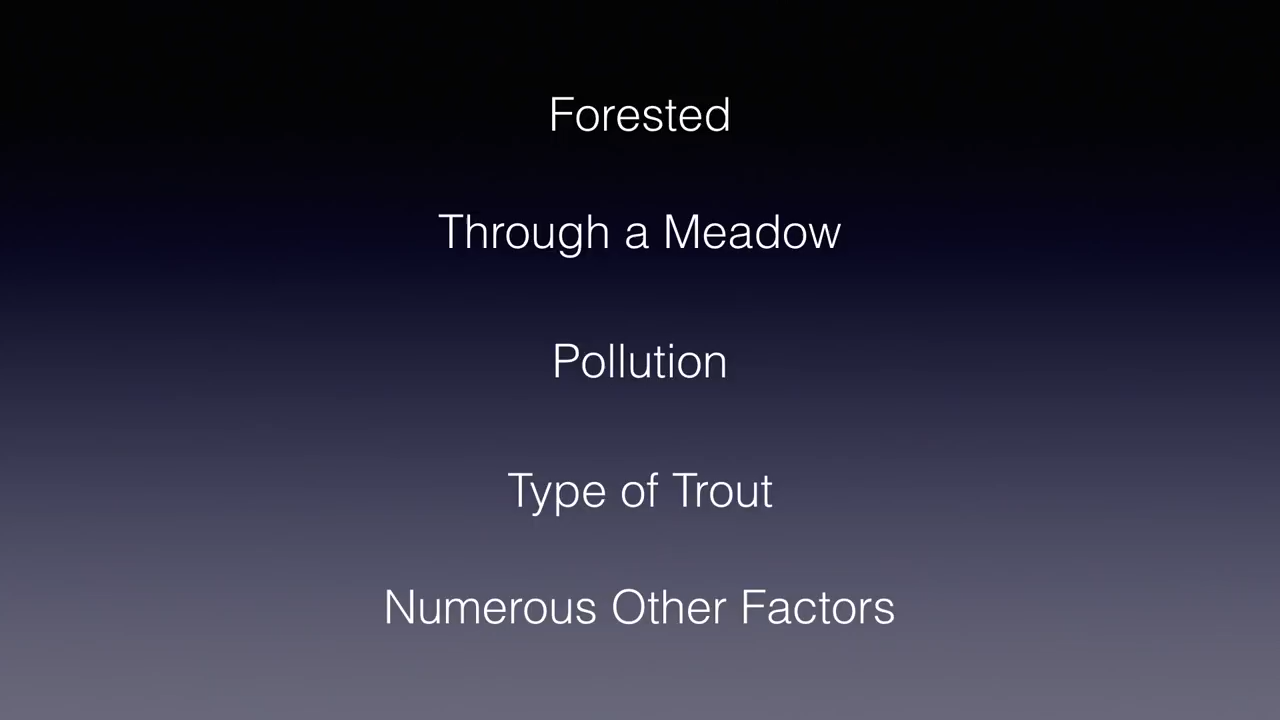 Forested
Through a Meadow
Pollution
Type of Trout
Numerous Other Factors